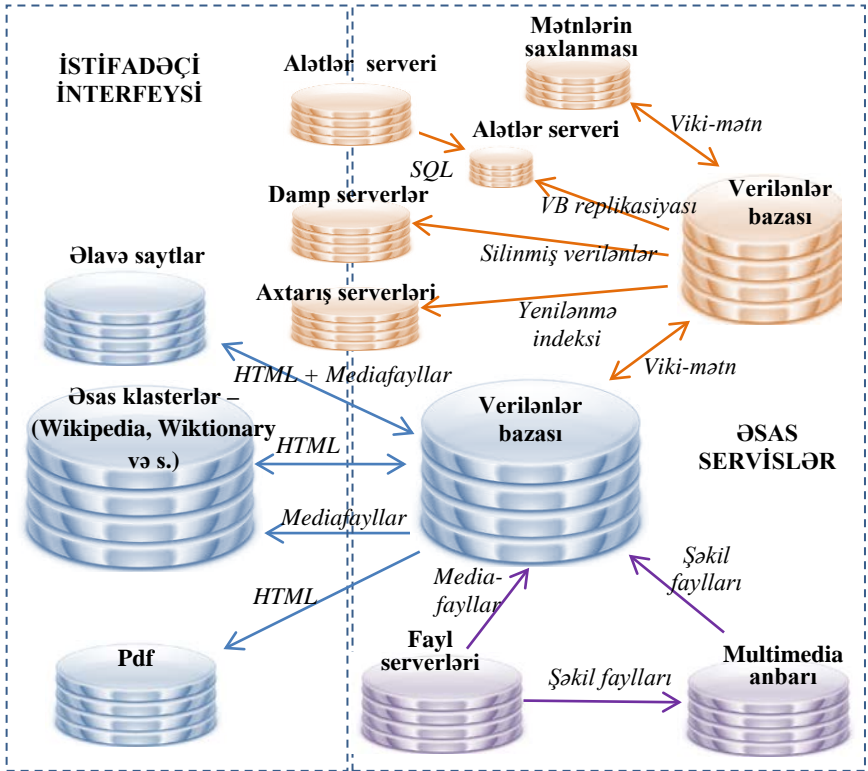 İSTİFADƏÇİ
İNTERFEYSİ
Alətlər serveri
Mətnlərin
saxlanması
Alətlər serveri
Viki-mətn
SQL
Verilənlər
bazası
Damp serverlər
VB replikasiyası
Əlavə saytlar
Silinmiş verilənlər
Axtarış serverləri
Yenilənmə
indeksi
Viki-mətn
HTML + Mediafayllar
Əsas klasterlər –
(Wikipedia, Wiktionary
və s.)
Verilənlər
bazası
HTML
ƏSAS
SERVİSLƏR
Mediafayllar
Şəkil
faylları
Media-
fayllar
HTML
Pdf
Fayl
serverləri
Şəkil faylları
Multimedia
anbarı